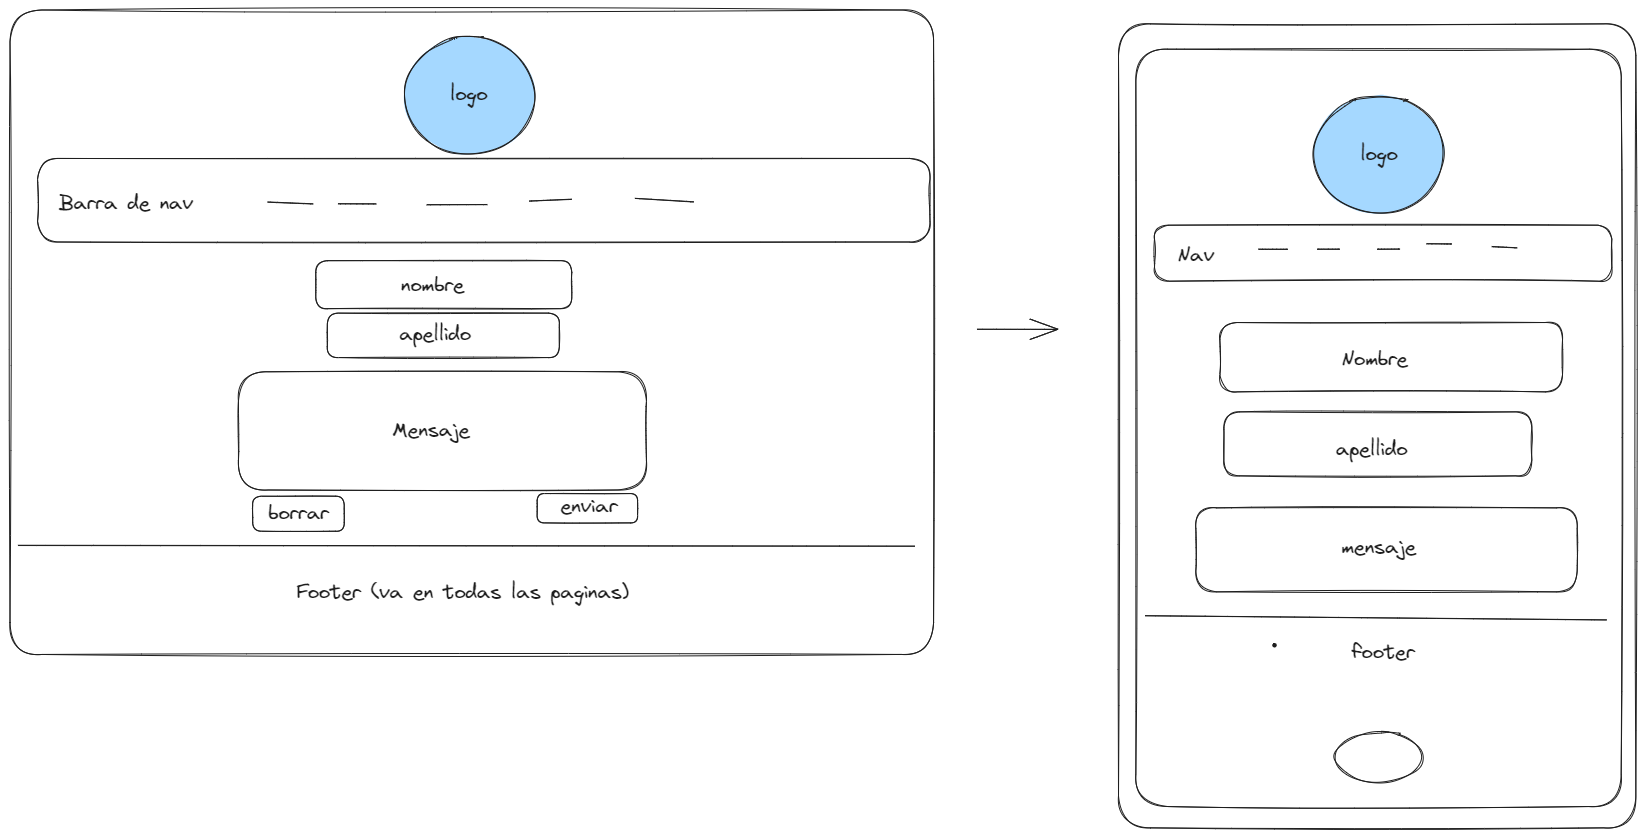 logo
Barra de nav
nombre
apellido
Mensaje
borrar
enviar
Footer (va en todas las paginas)
logo
Nav
Nombre
apellido
mensaje
footer